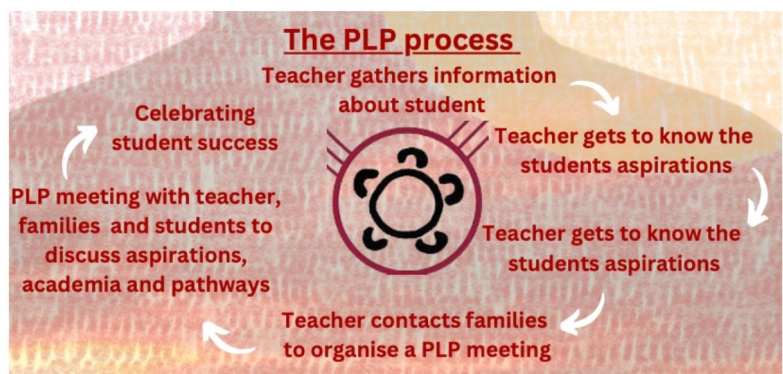 The PLP process
Teacher gathers information
about student
Teacher gets to know the
students aspirations
Teacher gets to know the
students aspirations
Teacher contacts families
to organise a PLP meeting
PLP meeting with teacher,
families and students to
discuss aspirations,
academia and pathways
Celebrating
student success